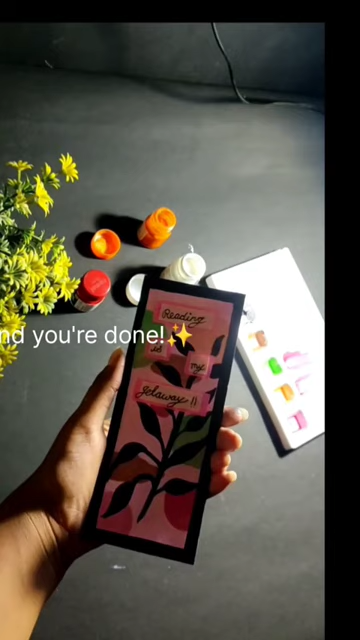 Reading
is
my
getaway !!
nd you're done!✨